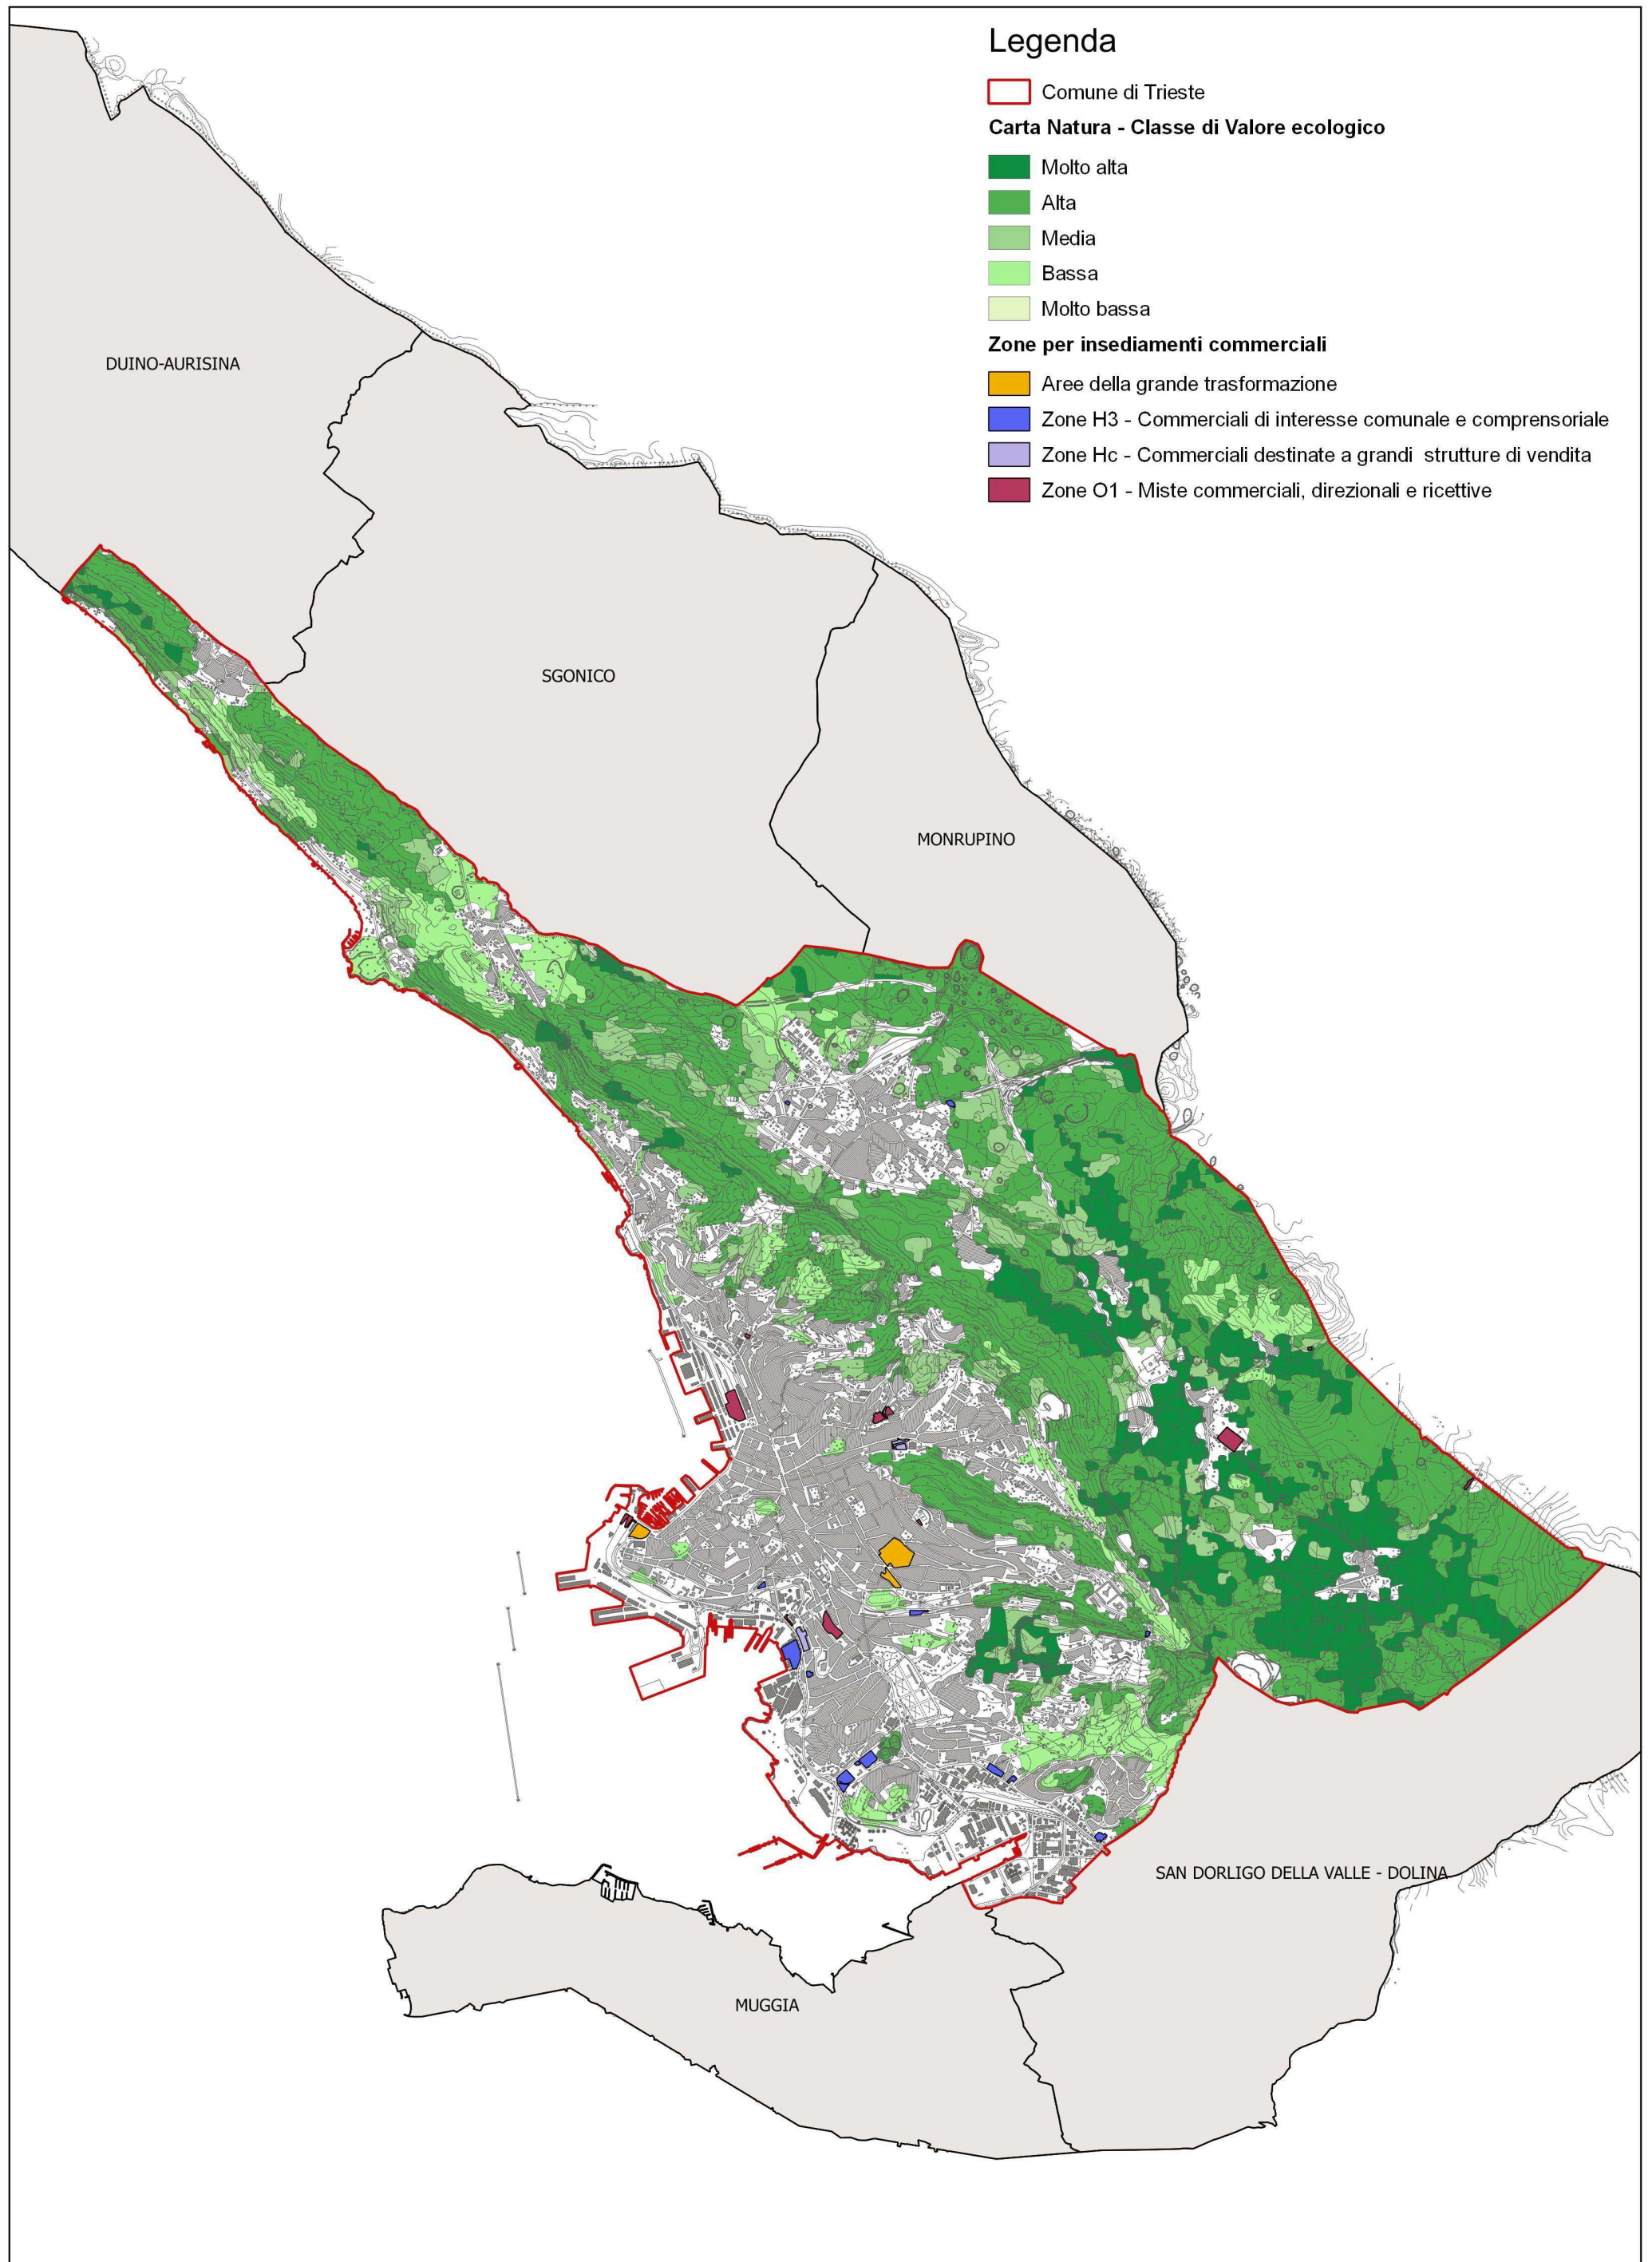 Legenda
Comune di Trieste
Carta Natura - Classe di Valore ecologico
Molto alta
Alta
Media
Bassa
Molto bassa
Zone per insediamenti commerciali
Aree della grande trasformazione
Zone H3 - Commerciali di interesse comunale e comprensoriale
Zone Hc - Commerciali destinate a grandi strutture di vendita
Zone O1 - Miste commerciali, direzionali e ricettive
DUINO-AURISINA
SGONICO
MONRUPINO
SAN DORLIGO DELLA VALLE - DOLINA
MUGGIA